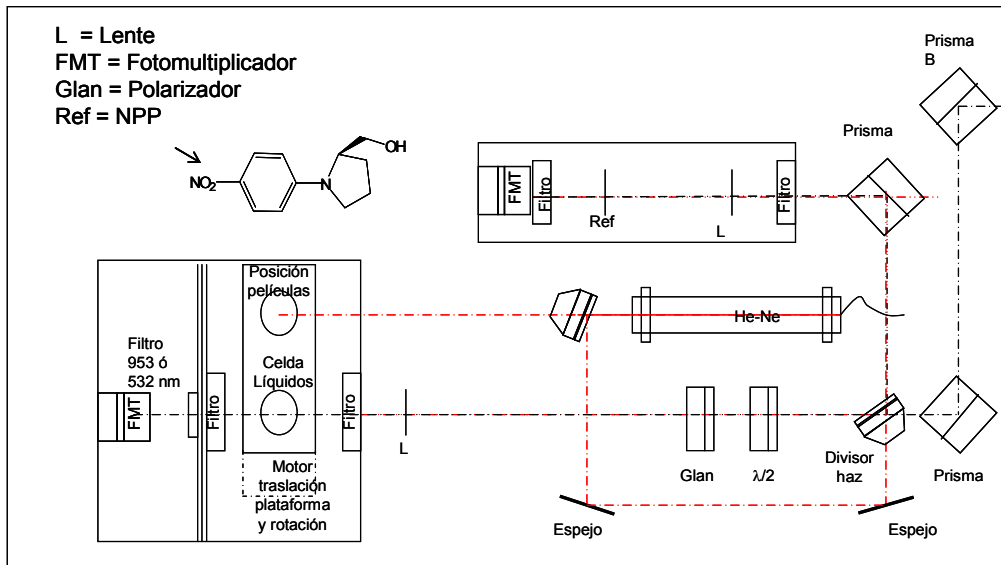 L = Lente
FMT = Fotomultiplicador
Glan = Polarizador
Ref = NPP
NO₂
N
OH
Prisma
B
Prisma
FMT
Filtro
Ref
L
Filtro
Posición
películas
He-Ne
Filtro
953 ó
532 nm
Celda
Líquidos
FMT
Filtro
Filtro
L
Glan
λ/2
Divisor
haz
Prisma
Motor
traslación
plataforma
y rotación
Espejo
Espejo